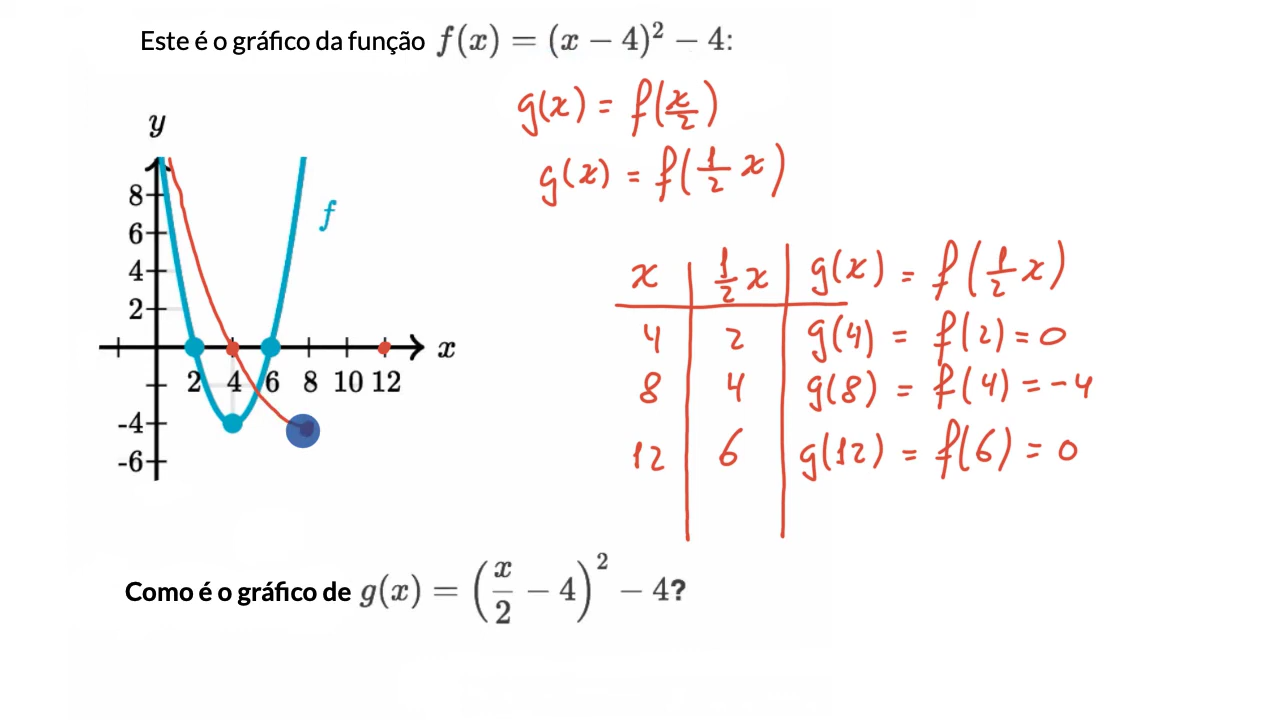 Este é o gráfico da função f(x) = (x − 4)² − 4:
g(x) = f(x/2)
g(x) = f(1/2 x)
y
8
6
4
2
-4
-6
f
2 4 6 8 10 12
x
x | 1/2 x | g(x) = f(1/2 x)
4 | 2 | g(4) = f(2) = 0
8 | 4 | g(8) = f(4) = -4
12 | 6 | g(12) = f(6) = 0
Como é o gráfico de g(x) = (x/2 − 4)² − 4?